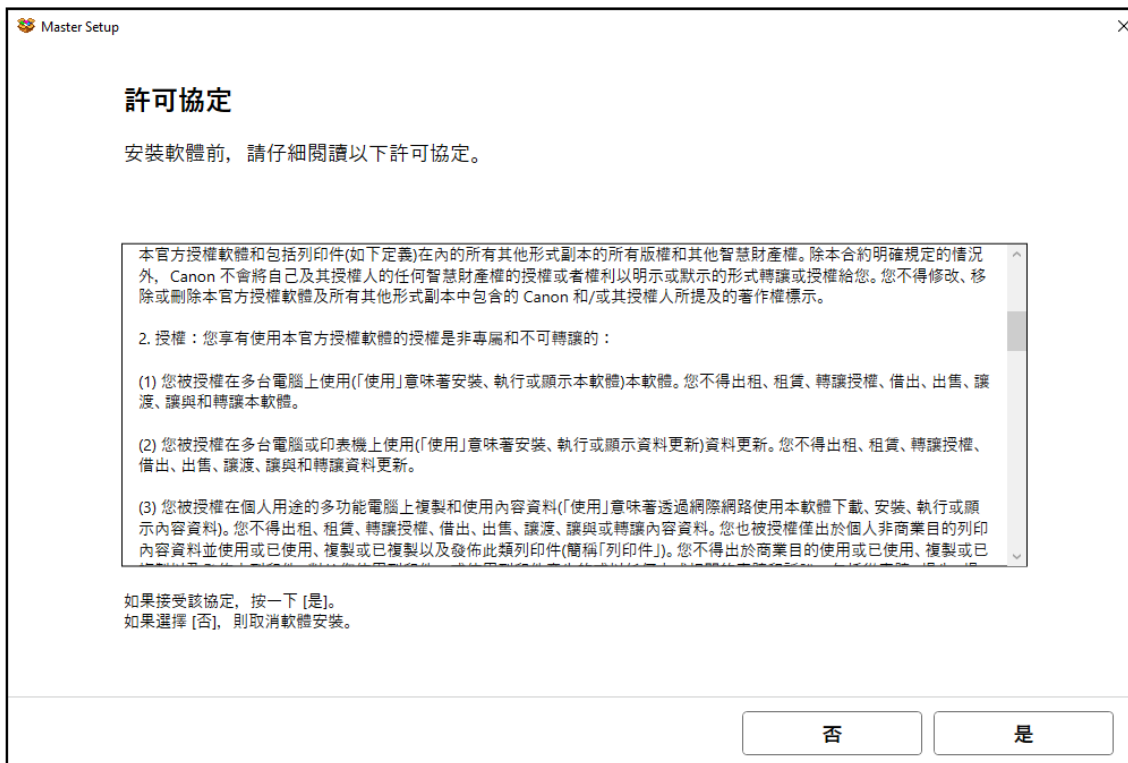 Master Setup
許可協定
安裝軟體前，請仔細閱讀以下許可協定。
本官方授權軟體和包括列印件(如下定義)在內的所有其他形式副本的所有版權和其他智慧財產權。除本合約明確規定的情況
外，Canon 不會將自己及其授權人的任何智慧財產權的授權或者權利以明示或默示的形式轉讓或授權給您。您不得修改、移
除或刪除本官方授權軟體及所有其他形式副本中包含的 Canon 和/或其授權人所提及的著作權標示。
2. 授權：您享有使用本官方授權軟體的授權是非專屬和不可轉讓的：
(1) 您被授權在多台電腦上使用(「使用」意味著安裝、執行或顯示本軟體)本軟體。您不得出租、租賃、轉讓授權、借出、出售、讓
渡、讓與和轉讓本軟體。
(2) 您被授權在多台電腦或印表機上使用(「使用」意味著安裝、執行或顯示資料更新)資料更新。您不得出租、租賃、轉讓授權、
借出、出售、讓渡、讓與和轉讓資料更新。
(3) 您被授權在個人用途的多功能電腦上複製和使用內容資料(「使用」意味著透過網際網路使用本軟體下載、安裝、執行或顯
示內容資料)。您不得出租、租賃、轉讓授權、借出、出售、讓渡、讓與或轉讓內容資料。您也被授權僅出於個人非商業目的列印
內容資料並使用或已使用、複製或已複製以及發佈此類列印件(簡稱「列印件」)。您不得出於商業目的使用或已使用、複製或已
如果接受該協定，按一下 [是]。
如果選擇 [否]，則取消軟體安裝。
否
是